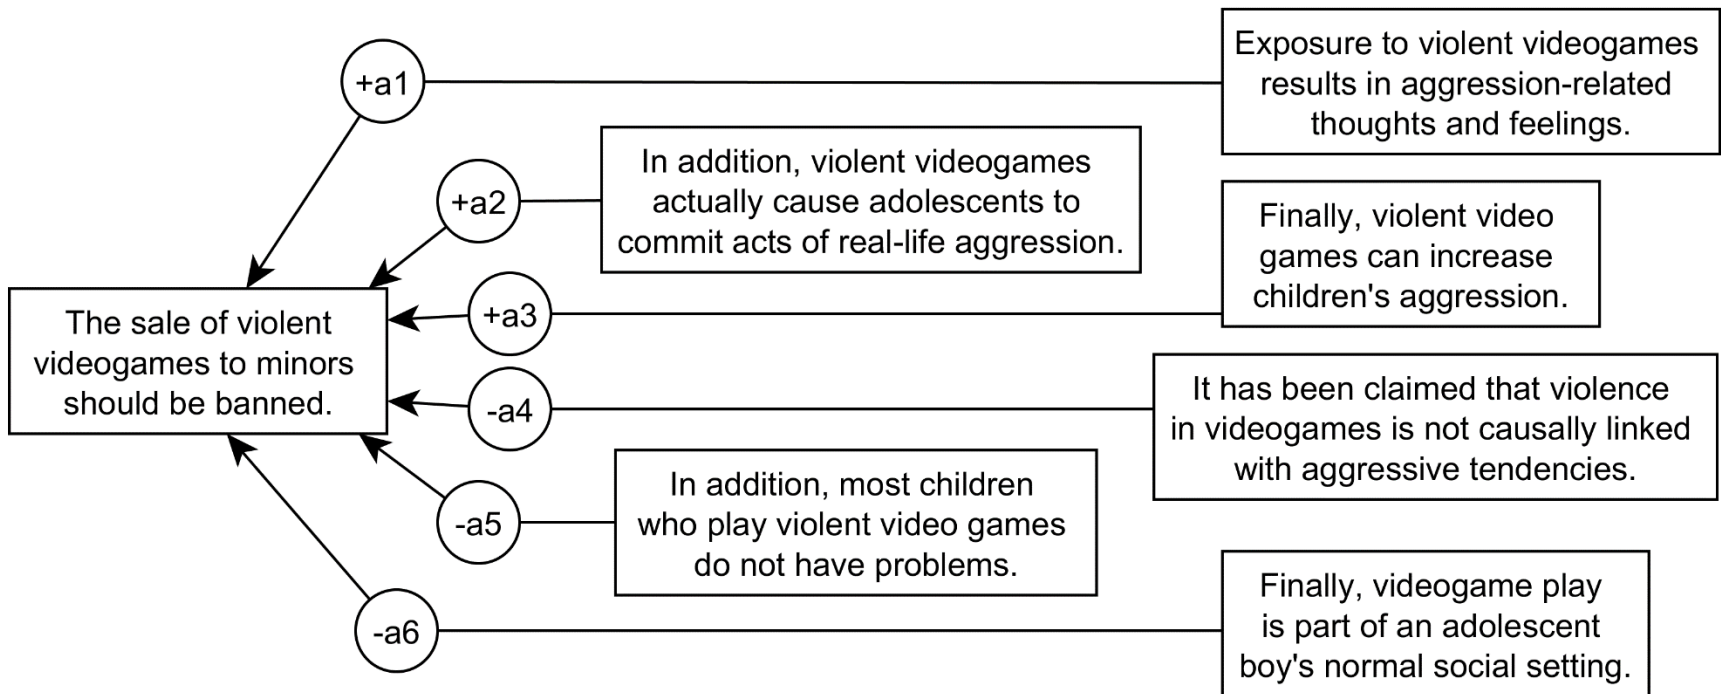 +a1
Exposure to violent videogames
results in aggression-related
thoughts and feelings.
+a2
In addition, violent videogames
actually cause adolescents to
commit acts of real-life aggression.
+a3
Finally, violent video
games can increase
children's aggression.
The sale of violent
videogames to minors
should be banned.
-a4
It has been claimed that violence
in videogames is not causally linked
with aggressive tendencies.
-a5
In addition, most children
who play violent video games
do not have problems.
-a6
Finally, videogame play
is part of an adolescent
boy's normal social setting.